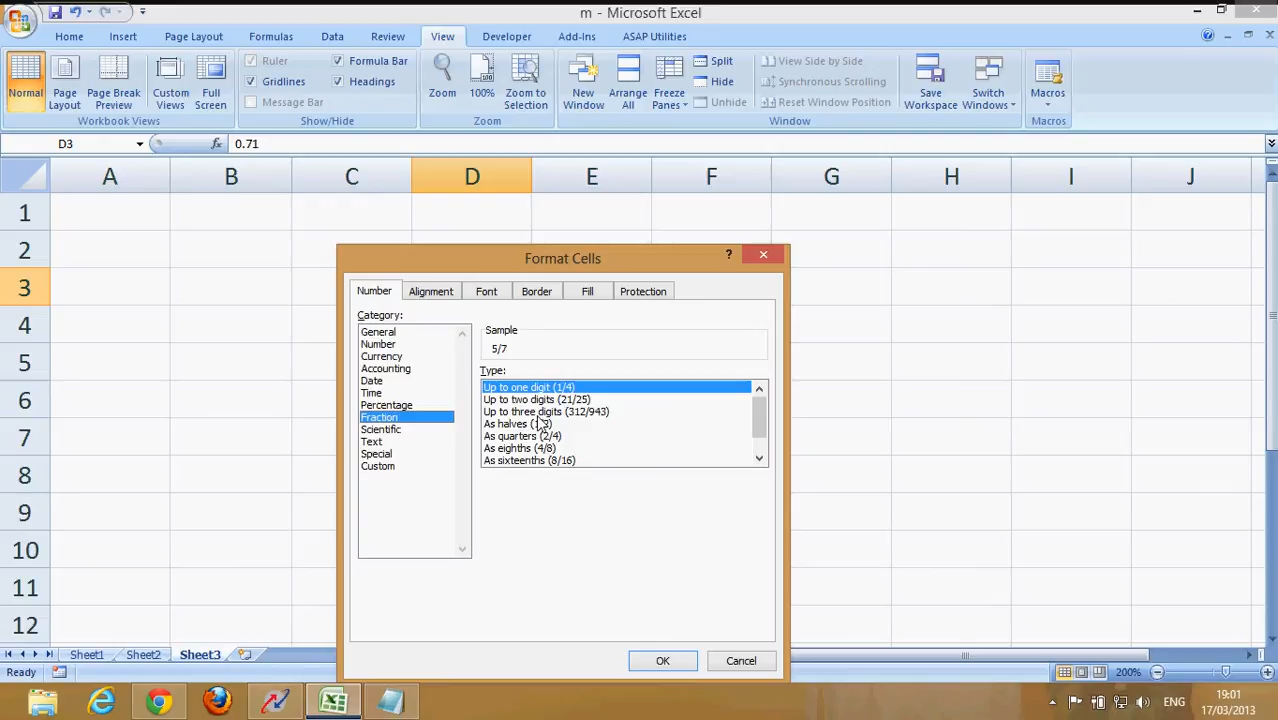 m - Microsoft Excel
Home Insert Page Layout Formulas Data Review View Developer Add-Ins ASAP Utilities
Normal
Page Layout
Page Break Preview
Custom Views
Full Screen
Workbook Views
Ruler
Formula Bar
Gridlines
Headings
Message Bar
Show/Hide
Zoom
100%
Zoom to Selection
Zoom
New Window
Arrange All
Freeze Panes
Split
Hide
Unhide
View Side by Side
Synchronous Scrolling
Reset Window Position
Window
Save Workspace
Switch Windows
Macros
Macros
D3
fx
0.71
A B C D E F G H I J
1
2
3
4
5
6
7
8
9
10
11
12
Format Cells
?
Number Alignment Font Border Fill Protection
Category:
General
Number
Currency
Accounting
Date
Time
Percentage
Fraction
Scientific
Text
Special
Custom
Sample
5/7
Type:
Up to one digit (1/4)
Up to two digits (21/25)
Up to three digits (312/943)
As halves
As quarters (2/4)
As eighths (4/8)
As sixteenths (8/16)
OK Cancel
Sheet1 Sheet2 Sheet3
Ready
200%
ENG
19:01
17/03/2013